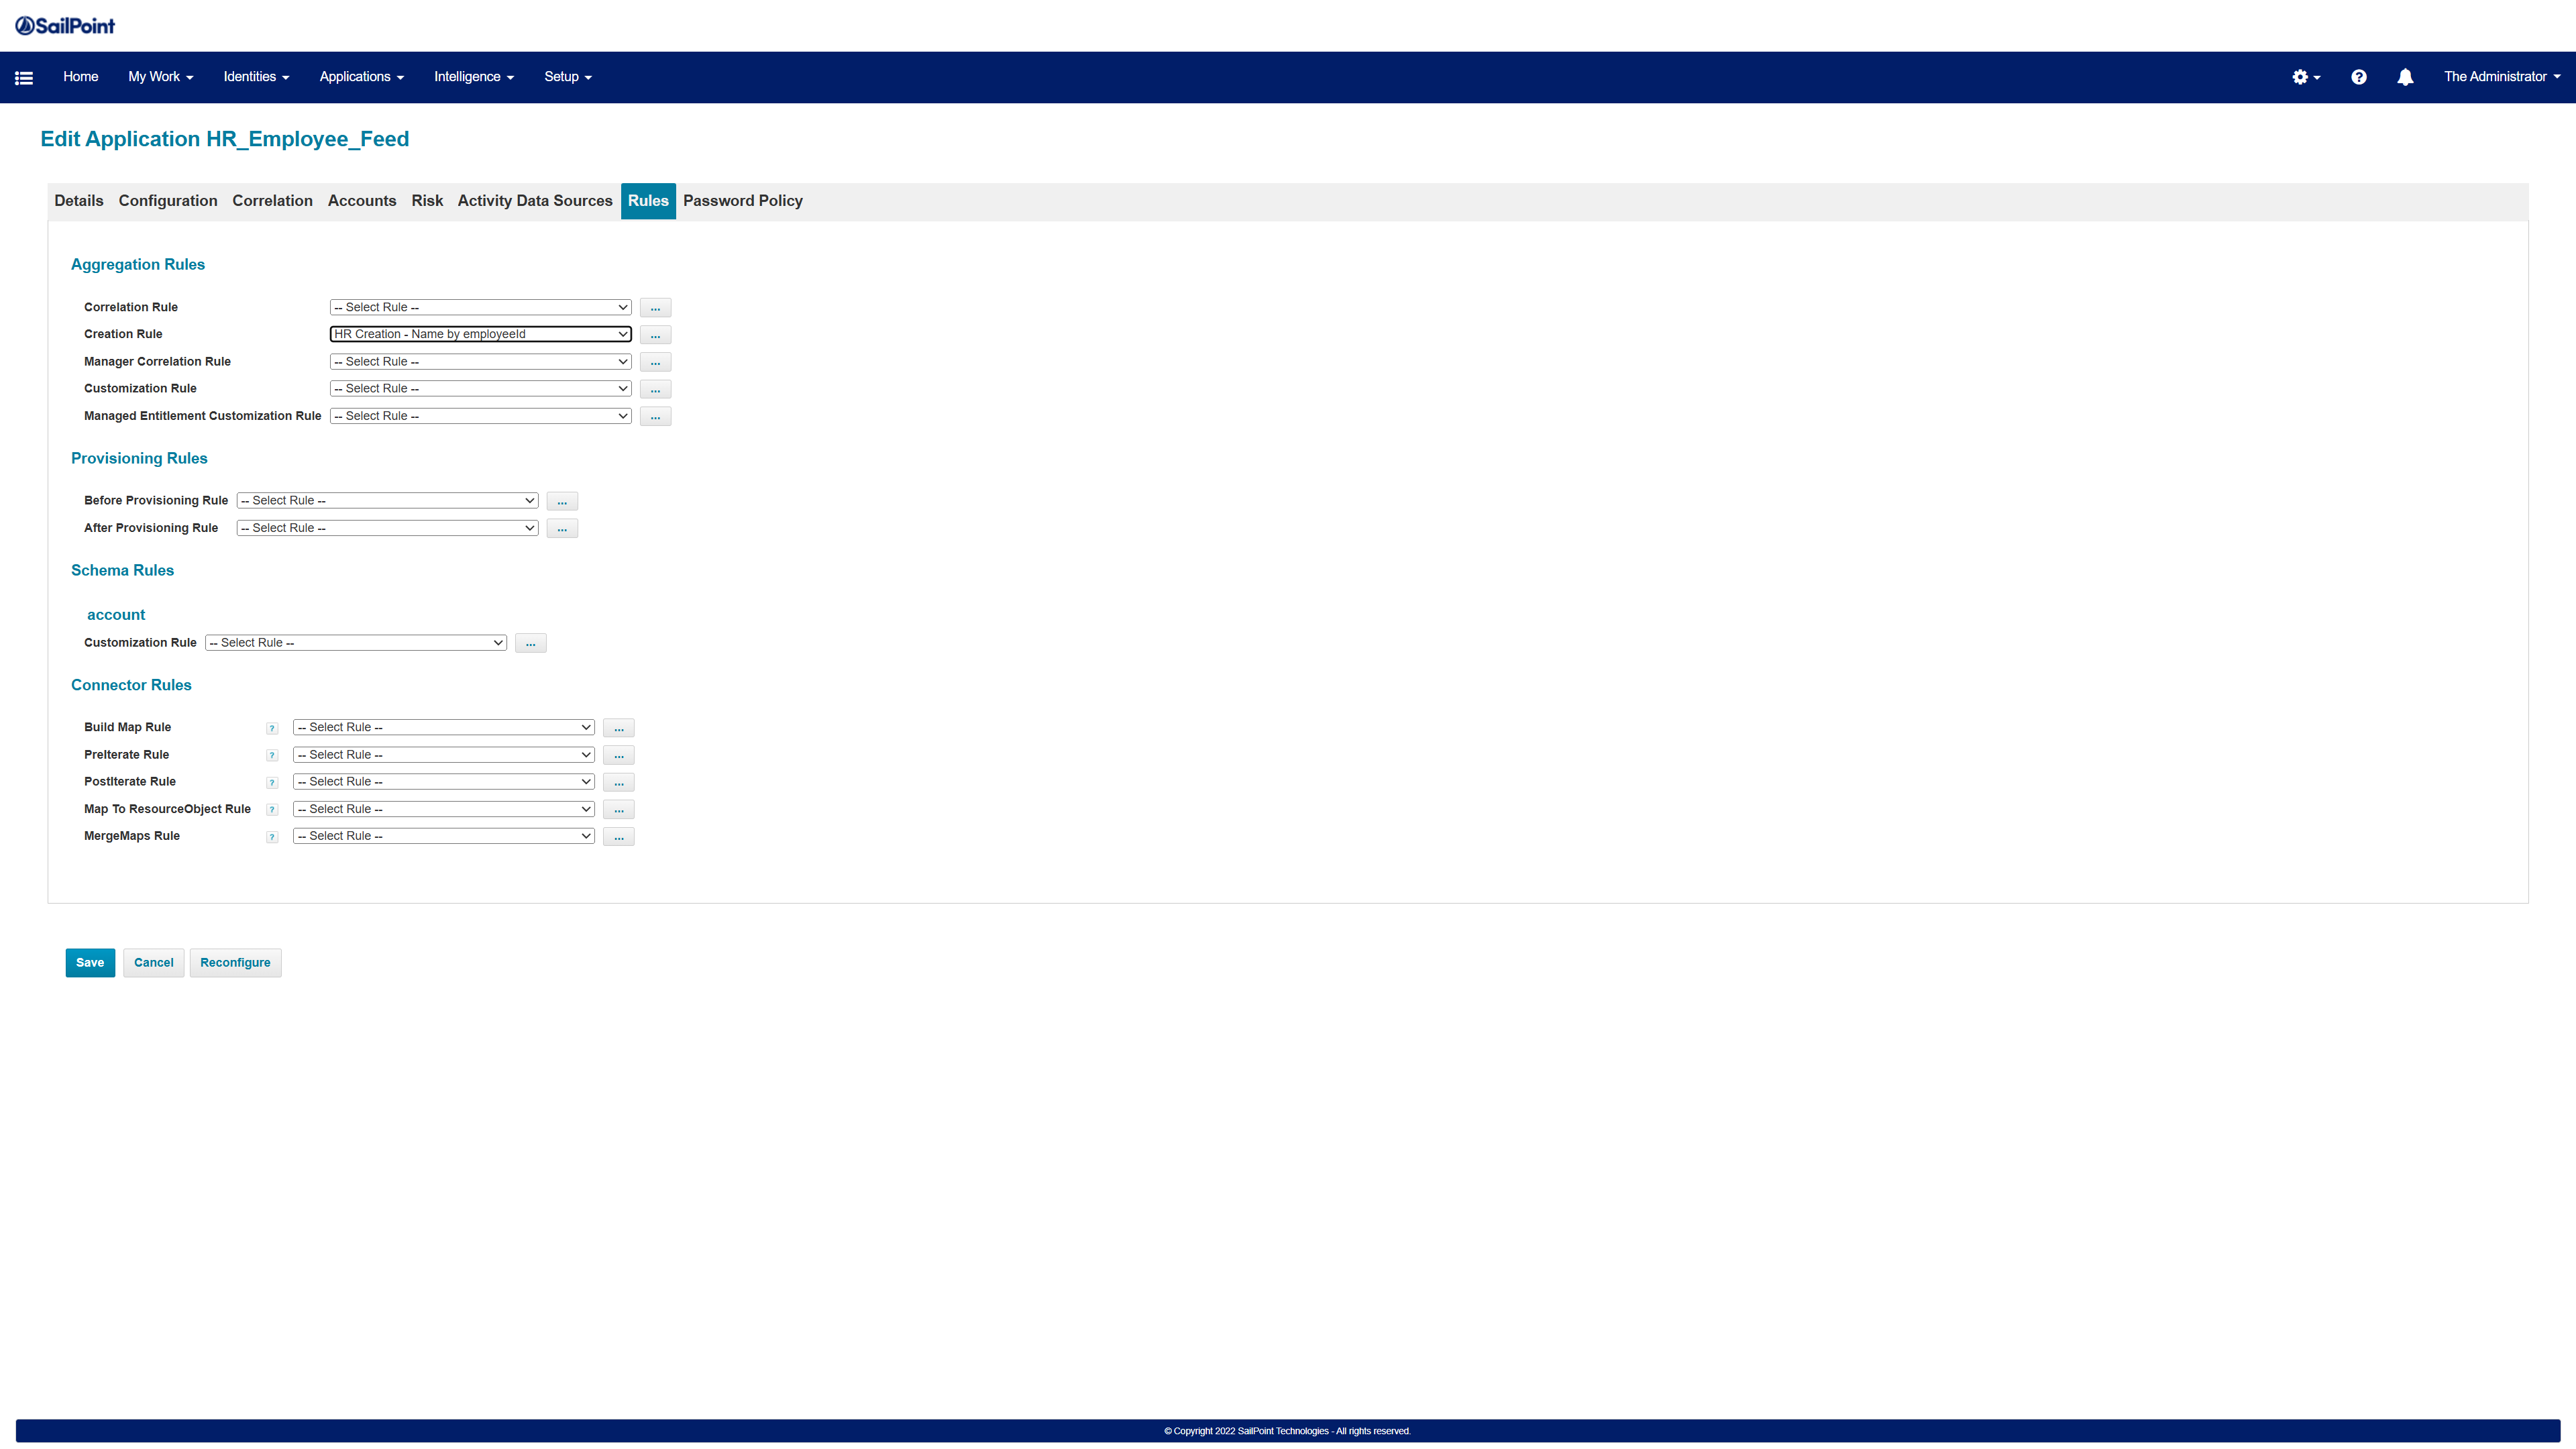 SailPoint
Home My Work Identities Applications Intelligence Setup The Administrator
Edit Application HR_Employee_Feed
Details Configuration Correlation Accounts Risk Activity Data Sources Rules Password Policy
Aggregation Rules
Correlation Rule -- Select Rule -- ...
Creation Rule HR Creation - Name by employeeId ...
Manager Correlation Rule -- Select Rule -- ...
Customization Rule -- Select Rule -- ...
Managed Entitlement Customization Rule -- Select Rule -- ...
Provisioning Rules
Before Provisioning Rule -- Select Rule -- ...
After Provisioning Rule -- Select Rule -- ...
Schema Rules
account
Customization Rule -- Select Rule -- ...
Connector Rules
Build Map Rule ? -- Select Rule -- ...
PreIterate Rule ? -- Select Rule -- ...
PostIterate Rule ? -- Select Rule -- ...
Map To ResourceObject Rule ? -- Select Rule -- ...
MergeMaps Rule ? -- Select Rule -- ...
Save Cancel Reconfigure
© Copyright 2022 SailPoint Technologies - All rights reserved.